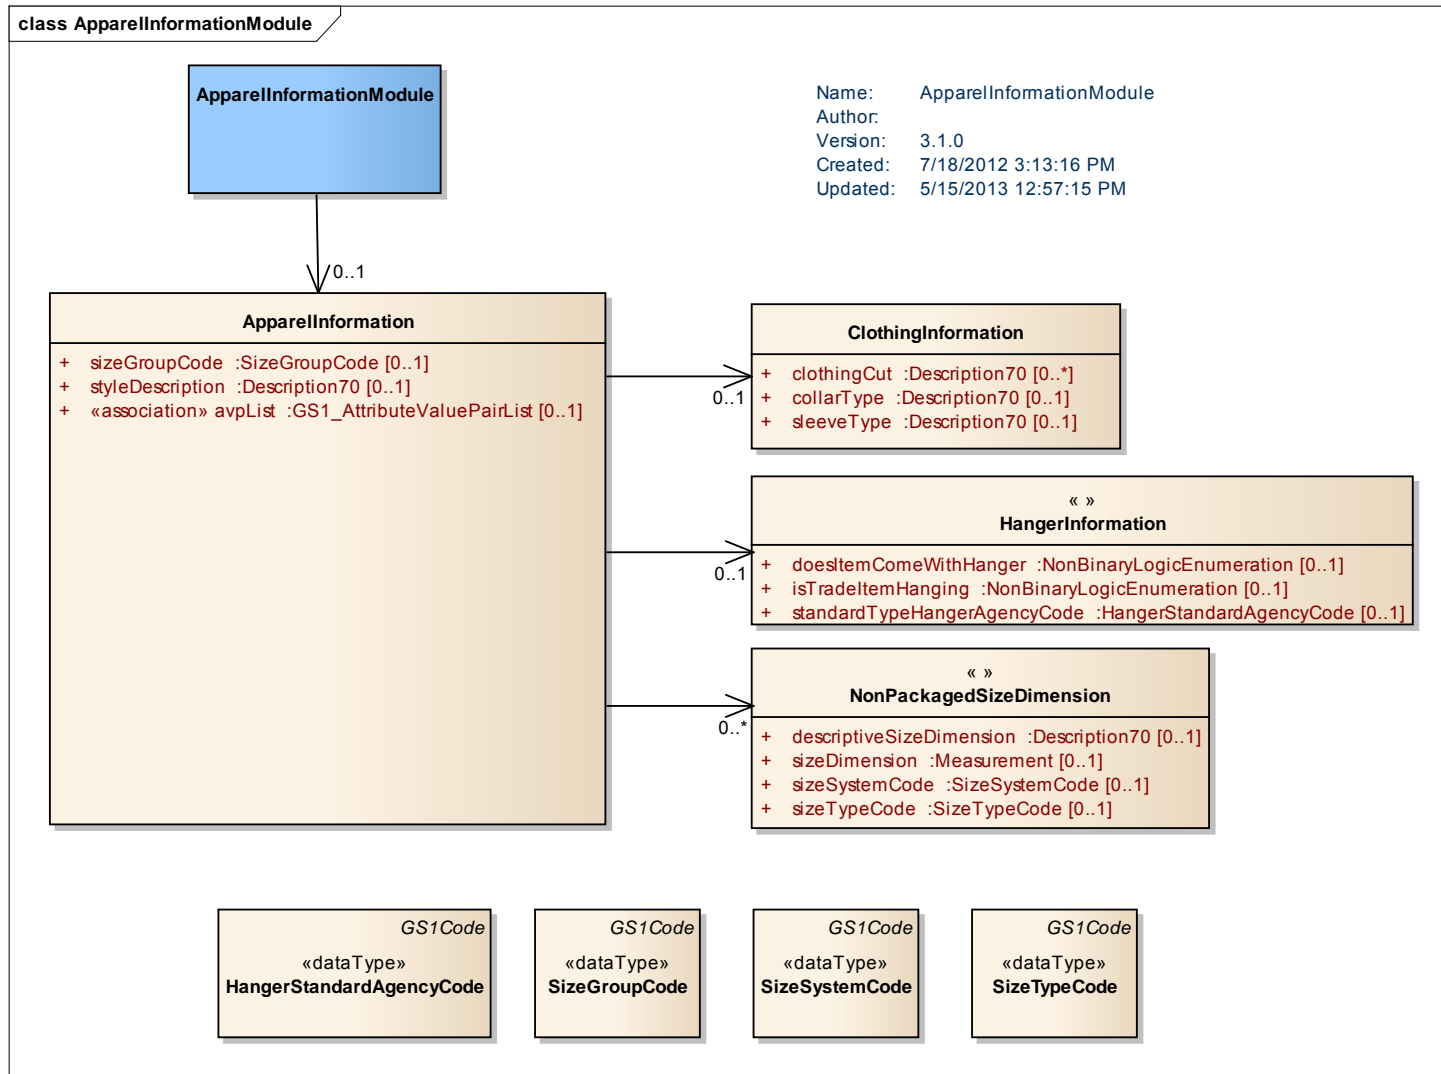 class ApparelInformationModule
ApparelInformationModule
Name: ApparelInformationModule
Author:
Version: 3.1.0
Created: 7/18/2012 3:13:16 PM
Updated: 5/15/2013 12:57:15 PM
0..1
ApparelInformation
+ sizeGroupCode :SizeGroupCode [0..1]
+ styleDescription :Description70 [0..1]
+ «association» avpList :GS1_AttributeValuePairList [0..1]
0..1
ClothingInformation
+ clothingCut :Description70 [0..*]
+ collarType :Description70 [0..1]
+ sleeveType :Description70 [0..1]
0..1
« »
HangerInformation
+ doesItemComeWithHanger :NonBinaryLogicEnumeration [0..1]
+ isTradeItemHanging :NonBinaryLogicEnumeration [0..1]
+ standardTypeHangerAgencyCode :HangerStandardAgencyCode [0..1]
0..*
« »
NonPackagedSizeDimension
+ descriptiveSizeDimension :Description70 [0..1]
+ sizeDimension :Measurement [0..1]
+ sizeSystemCode :SizeSystemCode [0..1]
+ sizeTypeCode :SizeTypeCode [0..1]
GS1Code
«dataType»
HangerStandardAgencyCode
GS1Code
«dataType»
SizeGroupCode
GS1Code
«dataType»
SizeSystemCode
GS1Code
«dataType»
SizeTypeCode